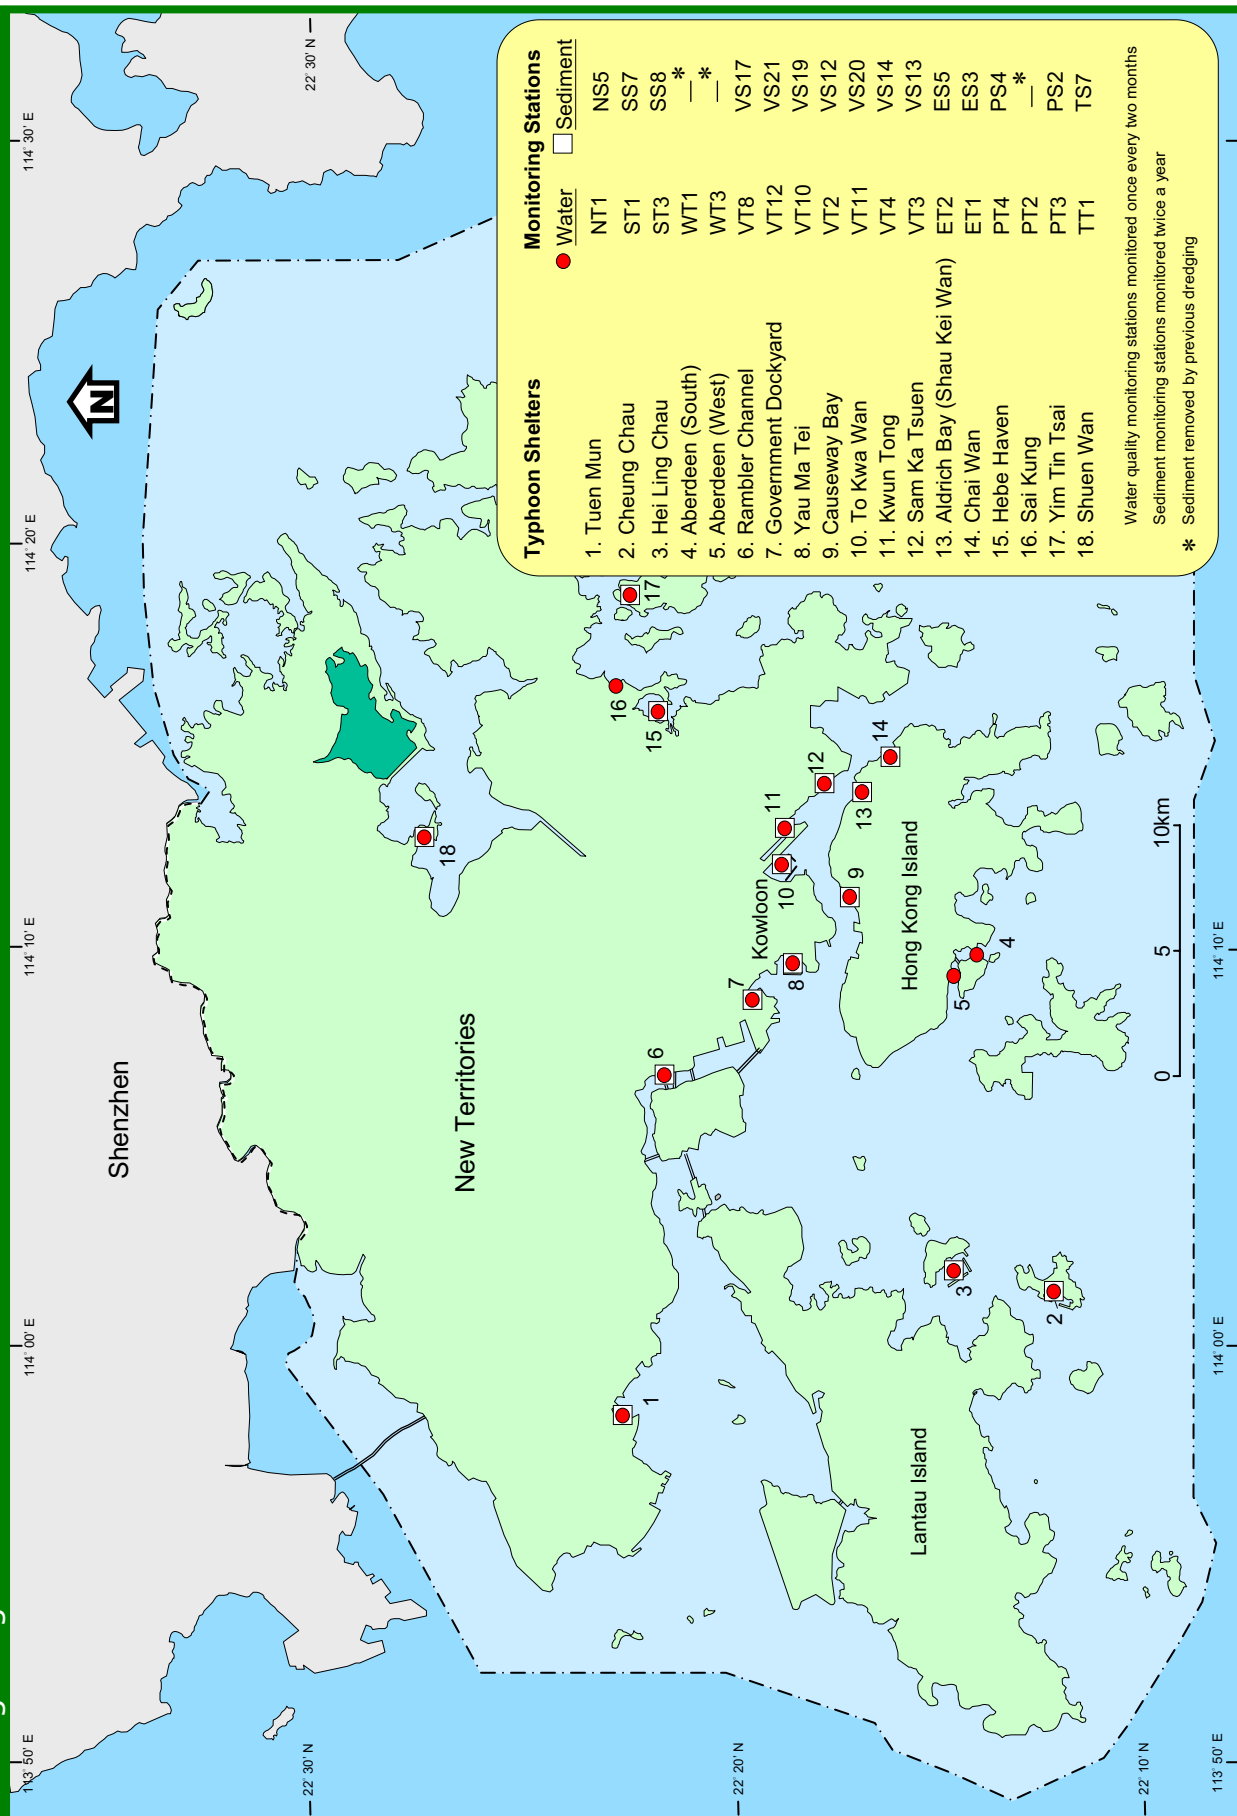 114° 30' E
114° 20' E
114° 10' E
114° 00' E
113° 50' E
22° 30' N
22° 30' N
22° 20' N
22° 10' N
114° 10' E
114° 00' E
113° 50' E
N
Shenzhen
New Territories
Kowloon
Hong Kong Island
Lantau Island
1
2
3
4
5
6
7
8
9
10
11
12
13
14
15
16
17
18
0 5 10km
Typhoon Shelters Monitoring Stations
Water Sediment
1. Tuen Mun NT1 NS5
2. Cheung Chau ST1 SS7
3. Hei Ling Chau ST3 SS8
4. Aberdeen (South) WT1 — *
5. Aberdeen (West) WT3 — *
6. Rambler Channel VT8 VS17
7. Government Dockyard VT12 VS21
8. Yau Ma Tei VT10 VS19
9. Causeway Bay VT2 VS12
10. To Kwa Wan VT11 VS20
11. Kwun Tong VT4 VS14
12. Sam Ka Tsuen VT3 VS13
13. Aldrich Bay (Shau Kei Wan) ET2 ES5
14. Chai Wan ET1 ES3
15. Hebe Haven PT4 PS4
16. Sai Kung PT2 — *
17. Yim Tin Tsai PT3 PS2
18. Shuen Wan TT1 TS7
Water quality monitoring stations monitored once every two months
Sediment monitoring stations monitored twice a year
* Sediment removed by previous dredging